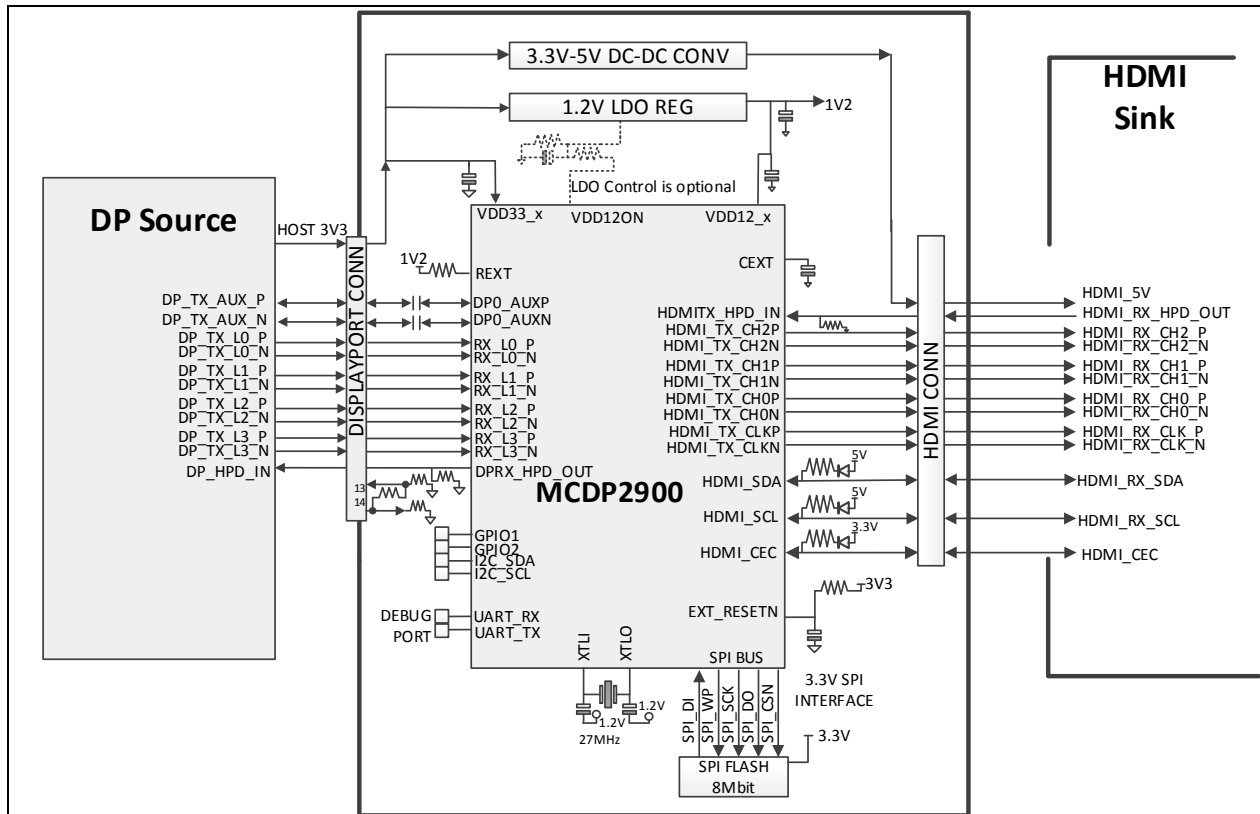 3.3V-5V DC-DC CONV
1.2V LDO REG
1V2
LDO Control is optional
HDMI
Sink
DP Source
HOST 3V3
DP_TX_AUX_P
DP_TX_AUX_N
DP_TX_L0_P
DP_TX_L0_N
DP_TX_L1_P
DP_TX_L1_N
DP_TX_L2_P
DP_TX_L2_N
DP_TX_L3_P
DP_TX_L3_N
DP_HPD_IN
DISPLAYPORT CONN
13
14
VDD33_x
VDD12ON
VDD12_x
1V2
REXT
DP0_AUXP
DP0_AUXN
RX_L0_P
RX_L0_N
RX_L1_P
RX_L1_N
RX_L2_P
RX_L2_N
RX_L3_P
RX_L3_N
DPRX_HPD_OUT
MCDP2900
GPIO1
GPIO2
I2C_SDA
I2C_SCL
DEBUG
PORT
UART_RX
UART_TX
XTLI
XTLO
1.2V
1.2V
27MHz
CEXT
HDMITX_HPD_IN
HDMI_TX_CH2P
HDMI_TX_CH2N
HDMI_TX_CH1P
HDMI_TX_CH1N
HDMI_TX_CH0P
HDMI_TX_CH0N
HDMI_TX_CLKP
HDMI_TX_CLKN
HDMI_SDA
5V
HDMI_SCL
5V
HDMI_CEC
3.3V
EXT_RESETN
3V3
SPI BUS
SPI_DI
SPI_WP
SPI_SCK
SPI_DO
SPI_CSN
3.3V SPI
INTERFACE
3.3V
SPI FLASH
8Mbit
HDMI CONN
HDMI_5V
HDMI_RX_HPD_OUT
HDMI_RX_CH2_P
HDMI_RX_CH2_N
HDMI_RX_CH1_P
HDMI_RX_CH1_N
HDMI_RX_CH0_P
HDMI_RX_CH0_N
HDMI_RX_CLK_P
HDMI_RX_CLK_N
HDMI_RX_SDA
HDMI_RX_SCL
HDMI_CEC